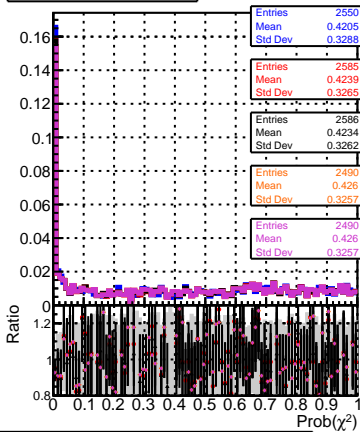 Entries 2550
Mean 0.4205
Std Dev 0.3288
Entries 2585
Mean 0.4239
Std Dev 0.3265
Entries 2586
Mean 0.4234
Std Dev 0.3262
Entries 2490
Mean 0.426
Std Dev 0.3257
Entries 2490
Mean 0.426
Std Dev 0.3257
0.16
0.14
0.12
0.1
0.08
0.06
0.04
0.02
0
Ratio
1.2
1
0.8
0 0.1 0.2 0.3 0.4 0.5 0.6 0.7 0.8 0.9 1
Prob(χ²)